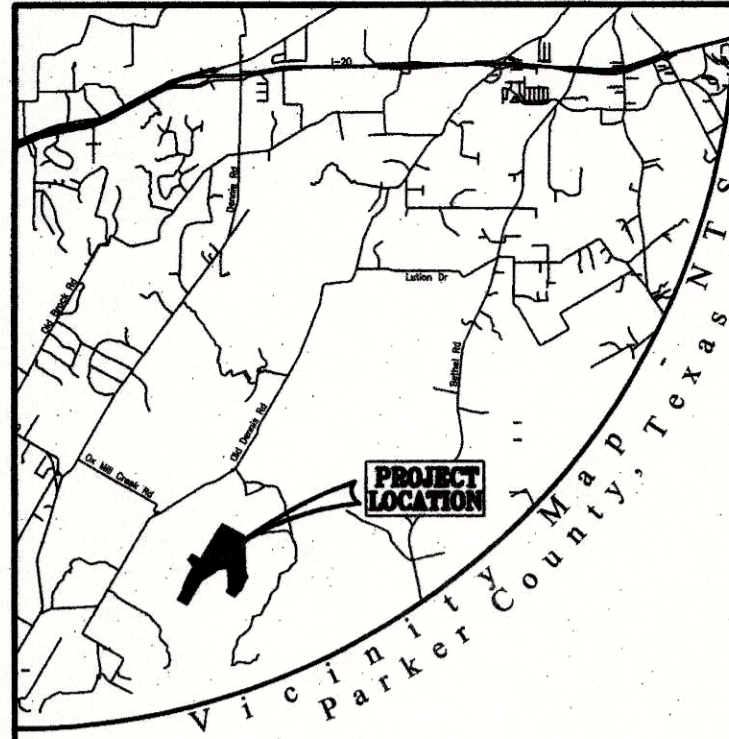 I-20
Dennis Rd
Old Brock Rd
Lution Dr
Bethel Rd
Old Dennis Rd
Ox Mill Creek Rd
PROJECT
LOCATION
Vicinity Map - NTS
Parker County, Texas